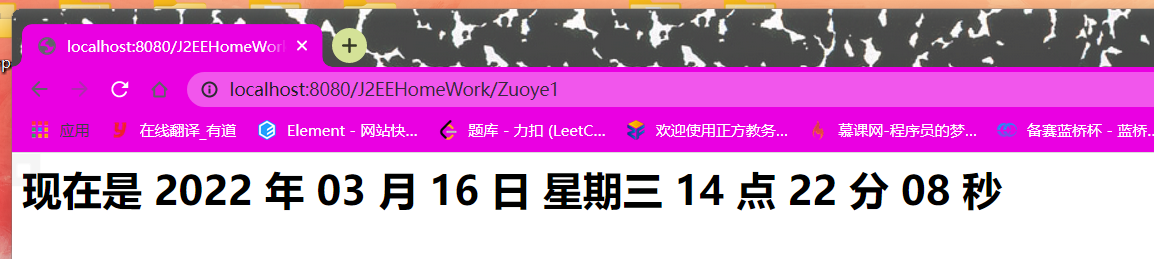 localhost:8080/J2EEHomeWor
localhost:8080/J2EEHomeWork/Zuoye1
应用 在线翻译_有道 Element - 网站快... 题库 - 力扣 (LeetC... 欢迎使用正方教务... 慕课网-程序员的梦... 备赛蓝桥杯 - 蓝桥...
现在是 2022 年 03 月 16 日 星期三 14 点 22 分 08 秒